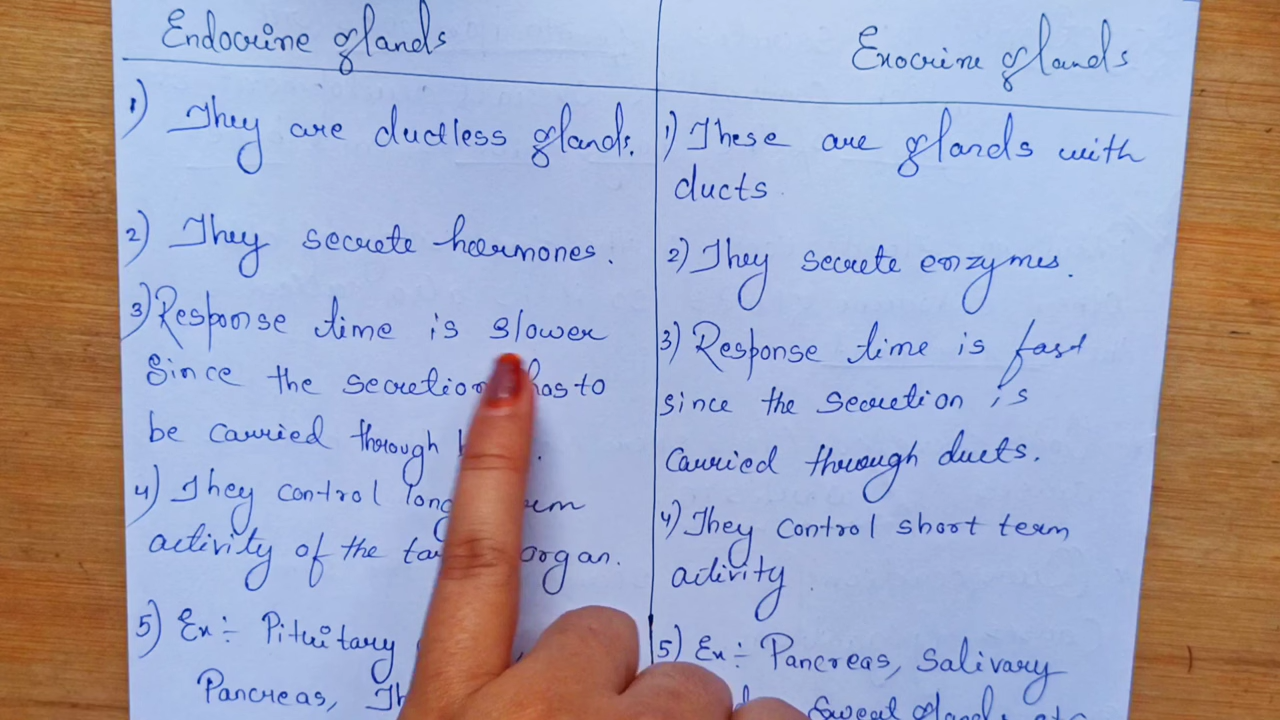 Endocrine glands
1) They are ductless glands.
2) They secrete hormones.
3) Response time is slower
since the secretion has to
be carried through
4) They control long
activity of the organ.
5) Ex:- Pituitary
Pancreas,
Exocrine glands
1) These are glands with
ducts.
2) They secrete enzymes.
3) Response time is fast
since the secretion is
carried through ducts.
4) They control short term
activity
5) Ex:- Pancreas, Salivary
Sweat glands etc